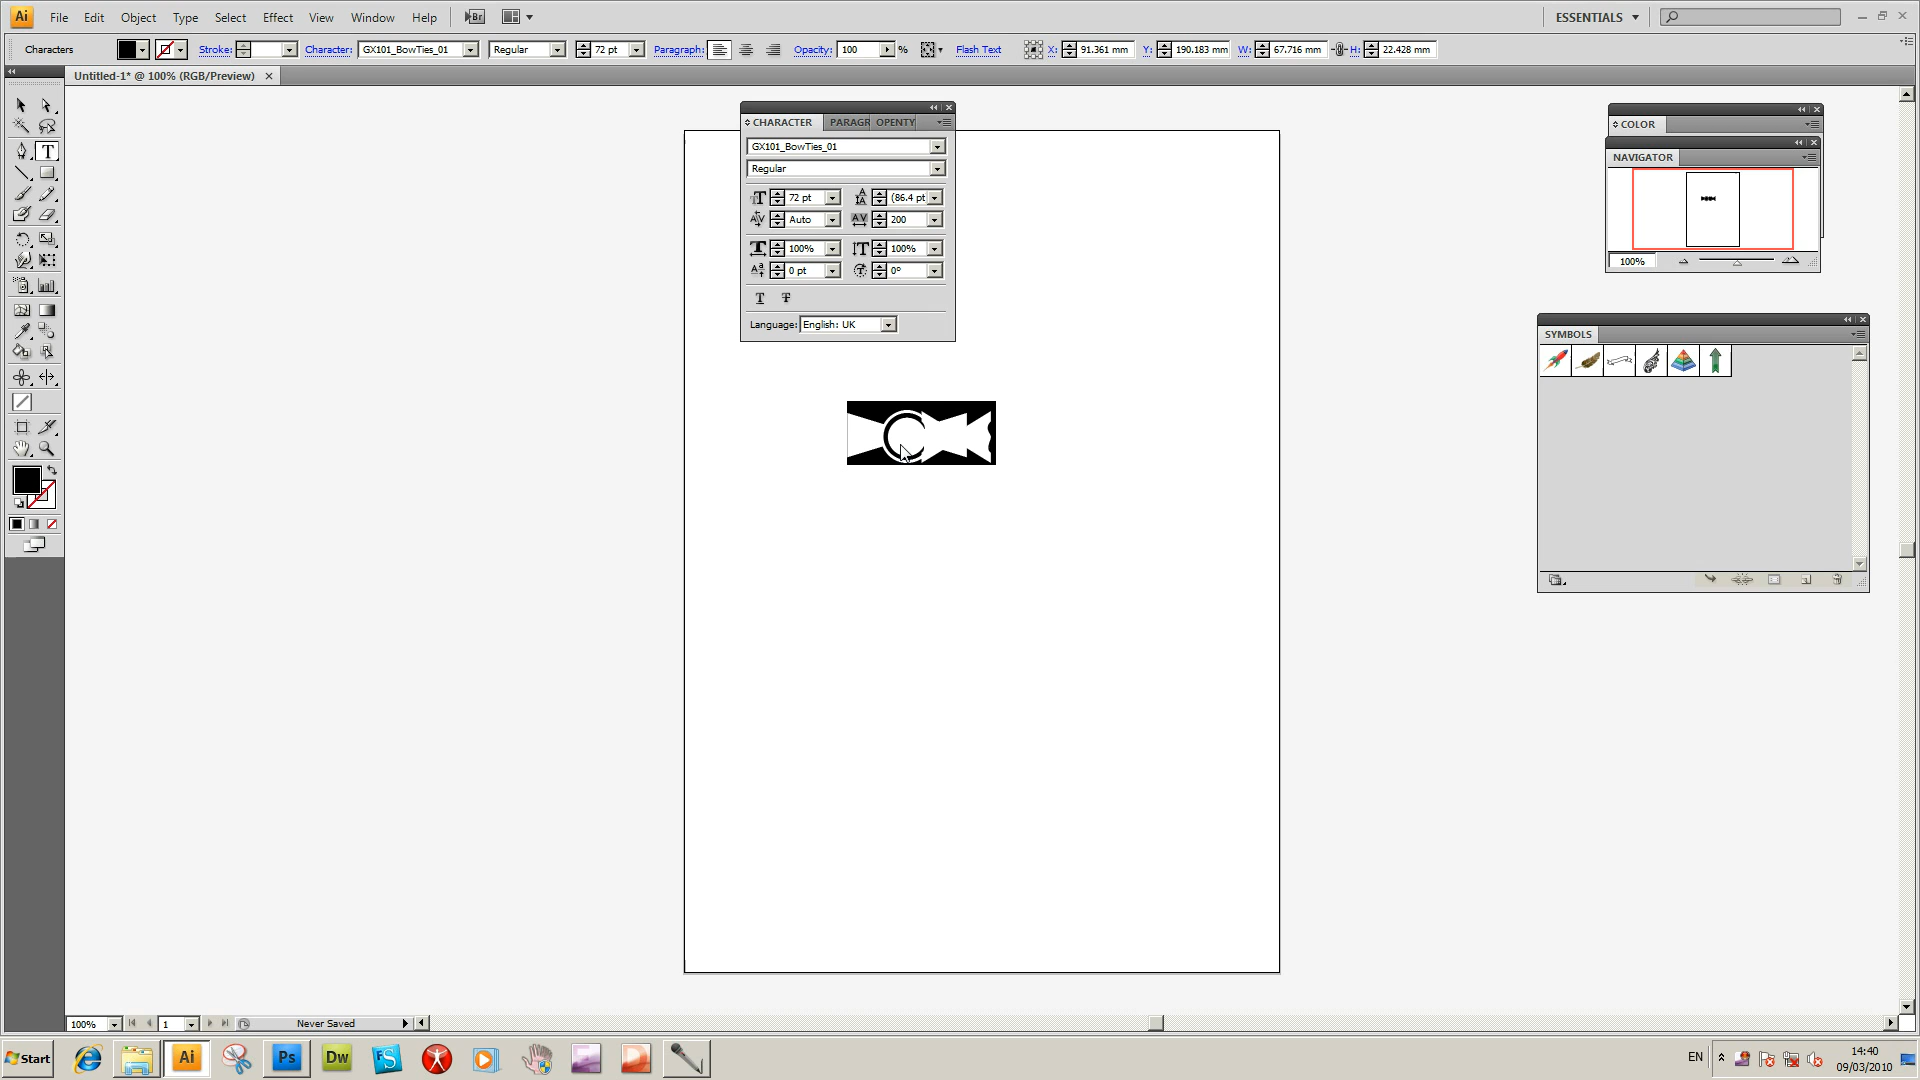 Ai File Edit Object Type Select Effect View Window Help Br ESSENTIALS
Characters Stroke: Character: GX101_BowTies_01 Regular 72 pt Paragraph: Opacity: 100 % Flash Text X: 91.361 mm Y: 190.183 mm W: 67.716 mm H: 22.428 mm
Untitled-1* @ 100% (RGB/Preview)
CHARACTER PARAGR OPENTY
GX101_BowTies_01
Regular
72 pt (86.4 pt
Auto 200
100% 100%
0 pt 0°
Language: English: UK
COLOR
NAVIGATOR
100%
SYMBOLS
100% 1 Never Saved
Start Ai Ps Dw FS EN 14:40
09/03/2010